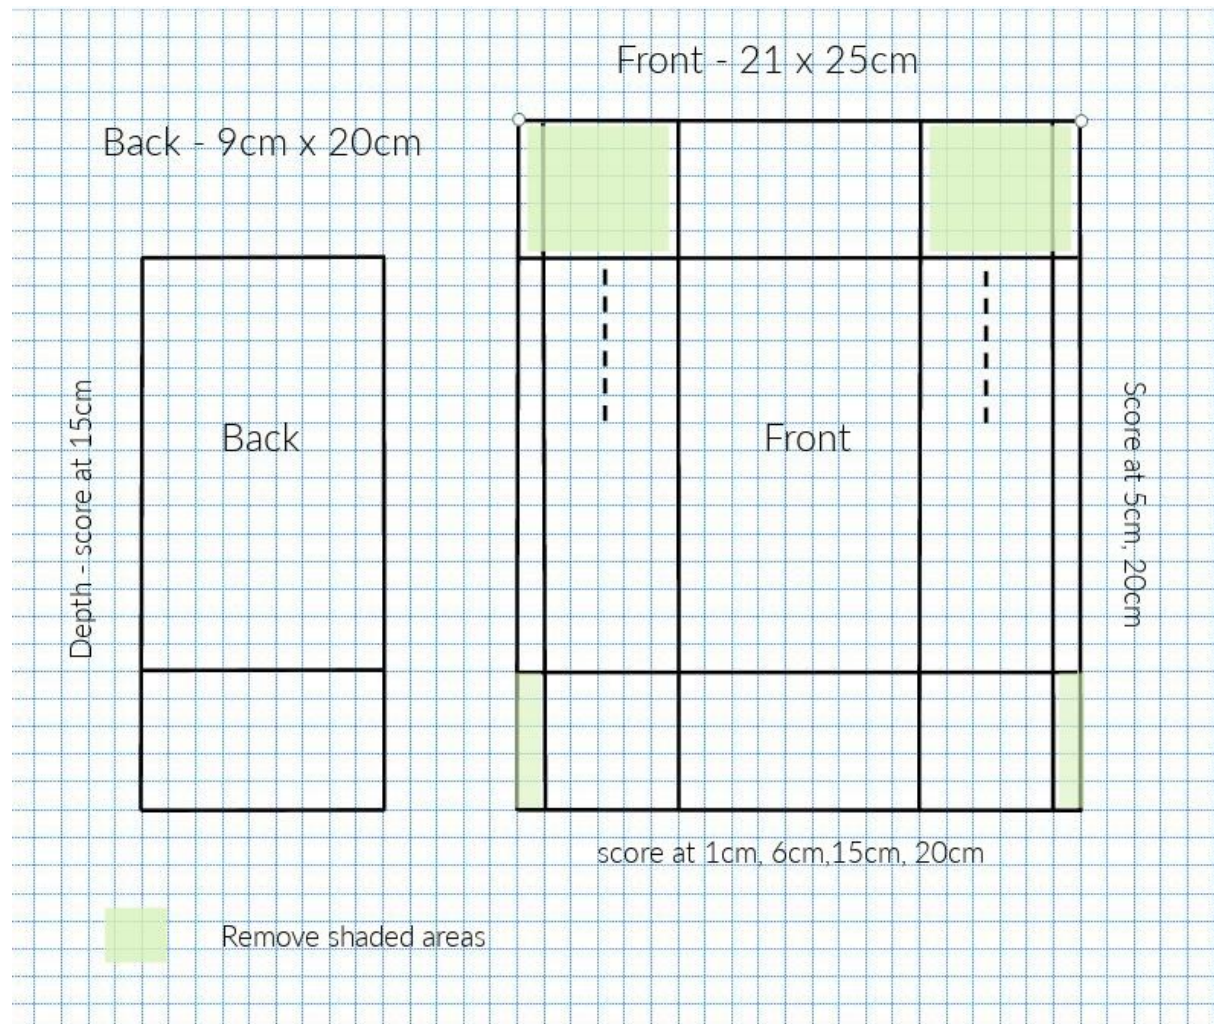 Front - 21 x 25cm
Back - 9cm x 20cm
Depth - score at 15cm
Back
Front
Score at 5cm, 20cm
score at 1cm, 6cm,15cm, 20cm
Remove shaded areas